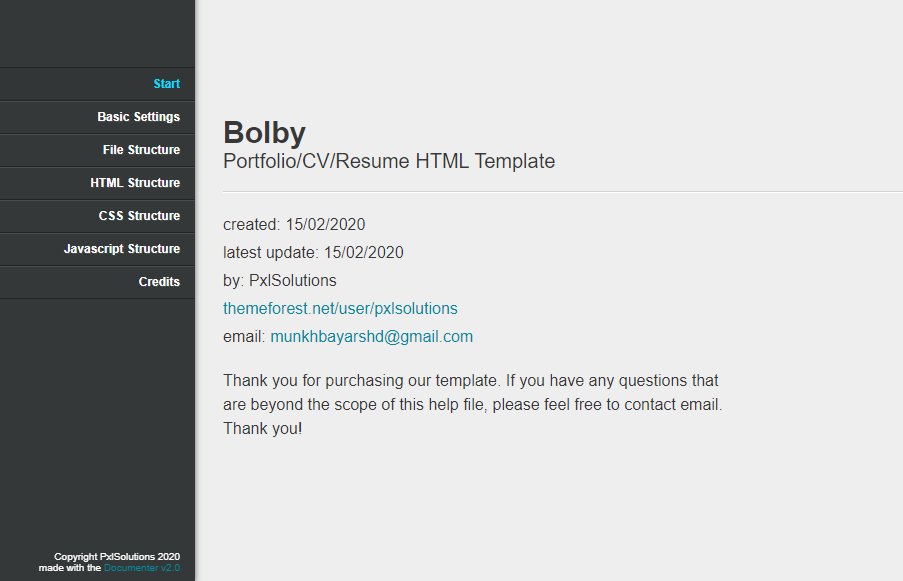 Start
Basic Settings
File Structure
HTML Structure
CSS Structure
Javascript Structure
Credits
Copyright PxlSolutions 2020
made with the Documenter v2.0
Bolby
Portfolio/CV/Resume HTML Template
created: 15/02/2020
latest update: 15/02/2020
by: PxlSolutions
themeforest.net/user/pxlsolutions
email: munkhbayarshd@gmail.com
Thank you for purchasing our template. If you have any questions that
are beyond the scope of this help file, please feel free to contact email.
Thank you!